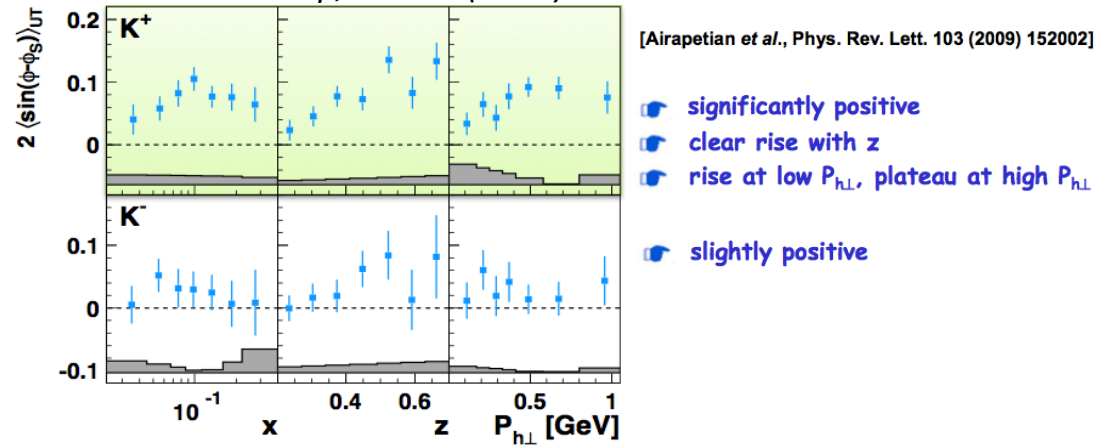 2 ⟨sin(ϕ-ϕS)⟩UT
0.2
K+
0.1
0
K-
0.1
0
-0.1
10 -1
x
0.4
0.6
z
0.5
1
Ph⊥ [GeV]
[Airapetian et al., Phys. Rev. Lett. 103 (2009) 152002]
significantly positive
clear rise with z
rise at low Ph⊥, plateau at high Ph⊥
slightly positive